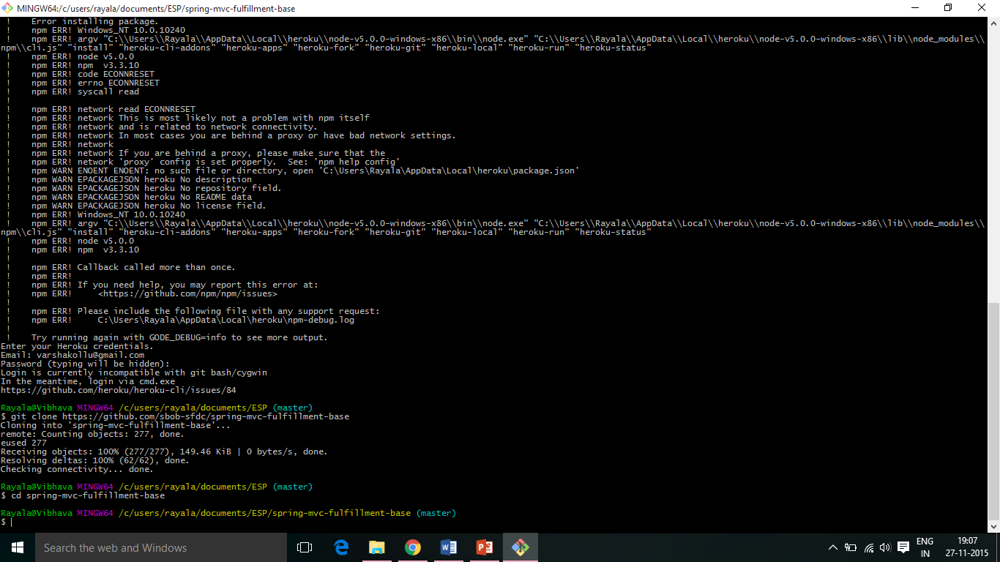 MINGW64:/c/users/rayala/documents/ESP/spring-mvc-fulfillment-base
!    Error installing package.
!    npm ERR! Windows_NT 10.0.10240
!    npm ERR! argv "C:\\Users\\Rayala\\AppData\\Local\\heroku\\node-v5.0.0-windows-x86\\bin\\node.exe" "C:\\Users\\Rayala\\AppData\\Local\\heroku\\node-v5.0.0-windows-x86\\lib\\node_modules\\
npm\\cli.js" "install" "heroku-cli-addons" "heroku-apps" "heroku-fork" "heroku-git" "heroku-local" "heroku-run" "heroku-status"
!    npm ERR! node v5.0.0
!    npm ERR! npm  v3.3.10
!    npm ERR! code ECONNRESET
!    npm ERR! errno ECONNRESET
!    npm ERR! syscall read
!
!    npm ERR! network read ECONNRESET
!    npm ERR! network This is most likely not a problem with npm itself
!    npm ERR! network and is related to network connectivity.
!    npm ERR! network In most cases you are behind a proxy or have bad network settings.
!    npm ERR! network
!    npm ERR! network If you are behind a proxy, please make sure that the
!    npm ERR! network 'proxy' config is set properly.  See: 'npm help config'
!    npm WARN ENOENT ENOENT: no such file or directory, open 'C:\Users\Rayala\AppData\Local\heroku\package.json'
!    npm WARN EPACKAGEJSON heroku No description
!    npm WARN EPACKAGEJSON heroku No repository field.
!    npm WARN EPACKAGEJSON heroku No README data
!    npm WARN EPACKAGEJSON heroku No license field.
!    npm ERR! Windows_NT 10.0.10240
!    npm ERR! argv "C:\\Users\\Rayala\\AppData\\Local\\heroku\\node-v5.0.0-windows-x86\\bin\\node.exe" "C:\\Users\\Rayala\\AppData\\Local\\heroku\\node-v5.0.0-windows-x86\\lib\\node_modules\\
npm\\cli.js" "install" "heroku-cli-addons" "heroku-apps" "heroku-fork" "heroku-git" "heroku-local" "heroku-run" "heroku-status"
!    npm ERR! node v5.0.0
!    npm ERR! npm  v3.3.10
!
!    npm ERR! Callback called more than once.
!    npm ERR!
!    npm ERR! If you need help, you may report this error at:
!    npm ERR!     <https://github.com/npm/npm/issues>
!
!    npm ERR! Please include the following file with any support request:
!    npm ERR!     C:\Users\Rayala\AppData\Local\heroku\npm-debug.log
!
!    Try running again with GODE_DEBUG=info to see more output.
Enter your Heroku credentials.
Email: varshakollu@gmail.com
Password (typing will be hidden):
Login is currently incompatible with git bash/cygwin
In the meantime, login via cmd.exe
https://github.com/heroku/heroku-cli/issues/84
Rayala@Vibhava MINGW64 /c/users/rayala/documents/ESP (master)
$ git clone https://github.com/sbob-sfdc/spring-mvc-fulfillment-base
Cloning into 'spring-mvc-fulfillment-base'...
remote: Counting objects: 277, done.
eused 277
Receiving objects: 100% (277/277), 149.46 KiB | 0 bytes/s, done.
Resolving deltas: 100% (62/62), done.
Checking connectivity... done.
Rayala@Vibhava MINGW64 /c/users/rayala/documents/ESP (master)
$ cd spring-mvc-fulfillment-base
Rayala@Vibhava MINGW64 /c/users/rayala/documents/ESP/spring-mvc-fulfillment-base (master)
$
Search the web and Windows
ENG
IN
19:07
27-11-2015